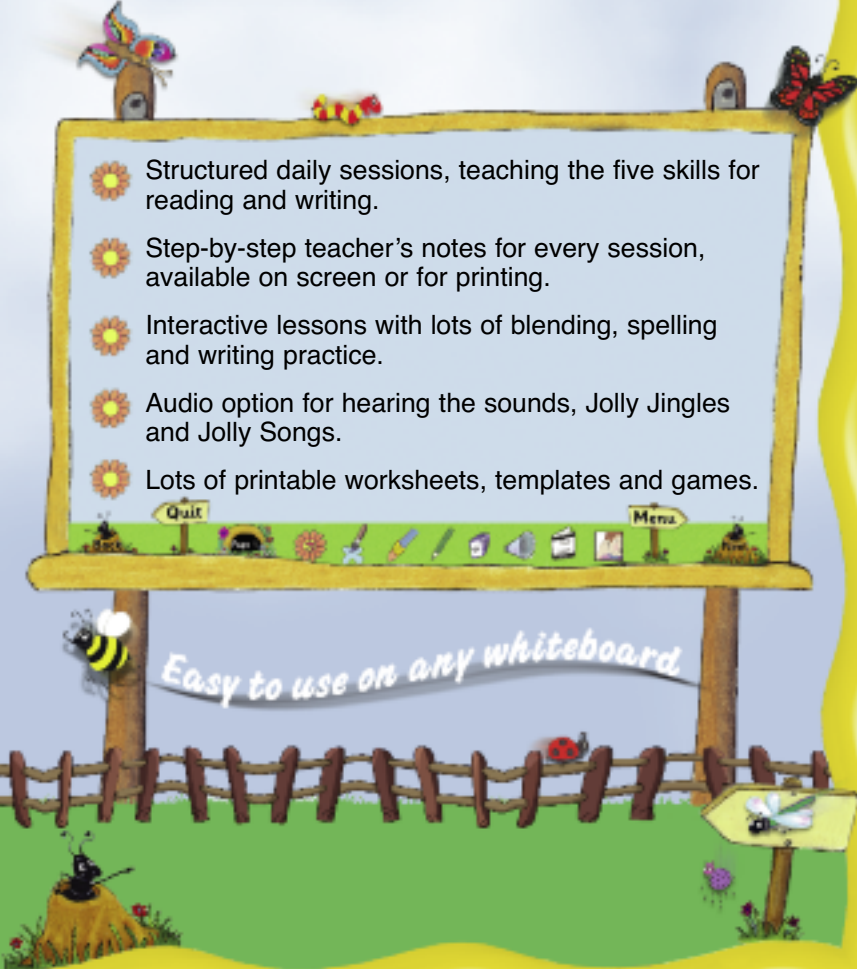 Structured daily sessions, teaching the five skills for
reading and writing.
Step-by-step teacher's notes for every session,
available on screen or for printing.
Interactive lessons with lots of blending, spelling
and writing practice.
Audio option for hearing the sounds, Jolly Jingles
and Jolly Songs.
Lots of printable worksheets, templates and games.
Quit
Menu
Back
Next
Easy to use on any whiteboard